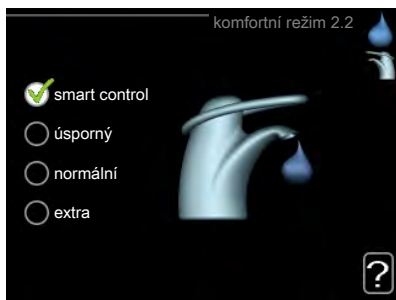 komfortní režim 2.2
smart control
úsporný
normální
extra
?